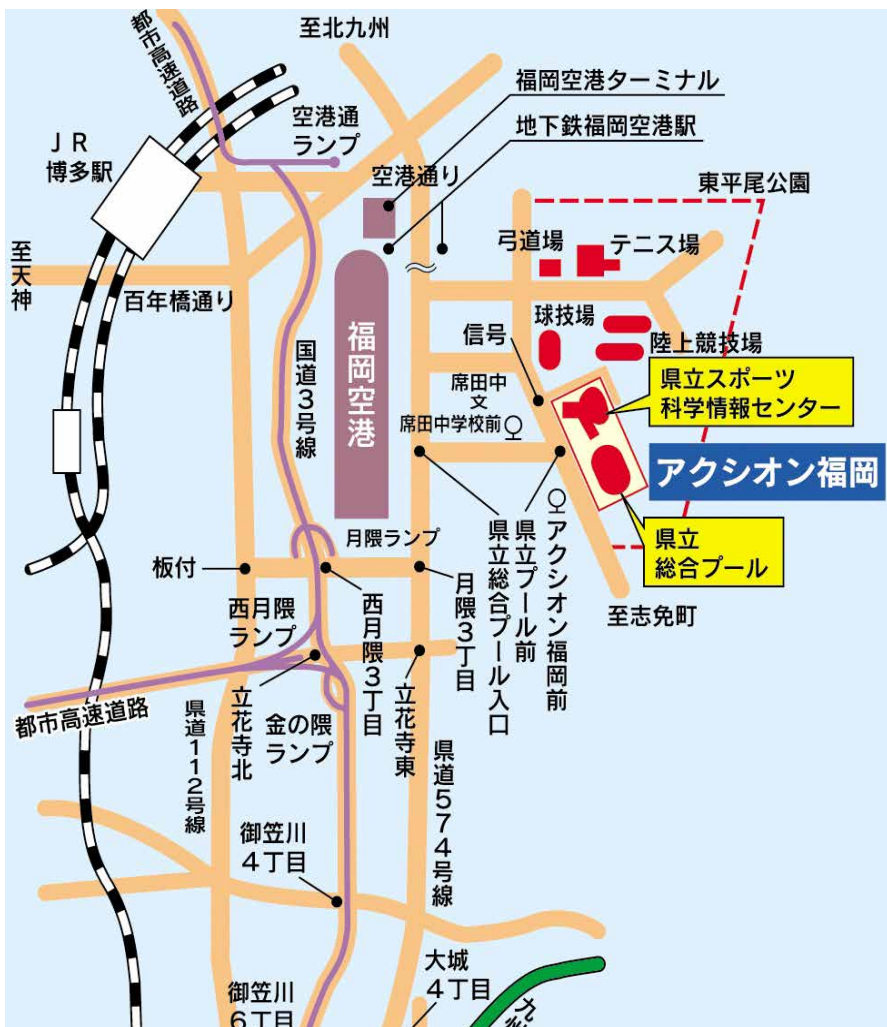 都市高速道路
至北九州
福岡空港ターミナル
地下鉄福岡空港駅
空港通
ランプ
ＪＲ
博多駅
空港通り
東平尾公園
弓道場
テニス場
至天神
百年橋通り
国道３号線
福岡空港
信号
球技場
陸上競技場
席田中
文
席田中学校前
県立スポーツ
科学情報センター
アクシオン福岡
県立
総合プール
月隈ランプ
板付
西月隈
ランプ
西月隈３丁目
月隈３丁目
県立総合プール入口
県立プール前
アクシオン福岡前
至志免町
都市高速道路
県道１１２号線
立花寺北
金の隈
ランプ
立花寺東
県道５７４号線
御笠川
４丁目
大城
４丁目
御笠川
６丁目
九州